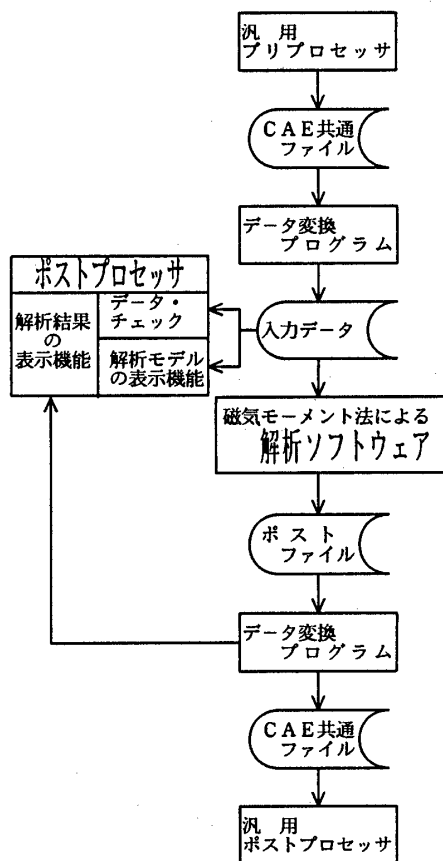 汎用
プリプロセッサ
CAE共通
ファイル
データ変換
プログラム
ポストプロセッサ
解析結果
の
表示機能
データ・
チェック
解析モデル
の表示機能
入力データ
磁気モーメント法による
解析ソフトウェア
ポスト
ファイル
データ変換
プログラム
CAE共通
ファイル
汎用
ポストプロセッサ